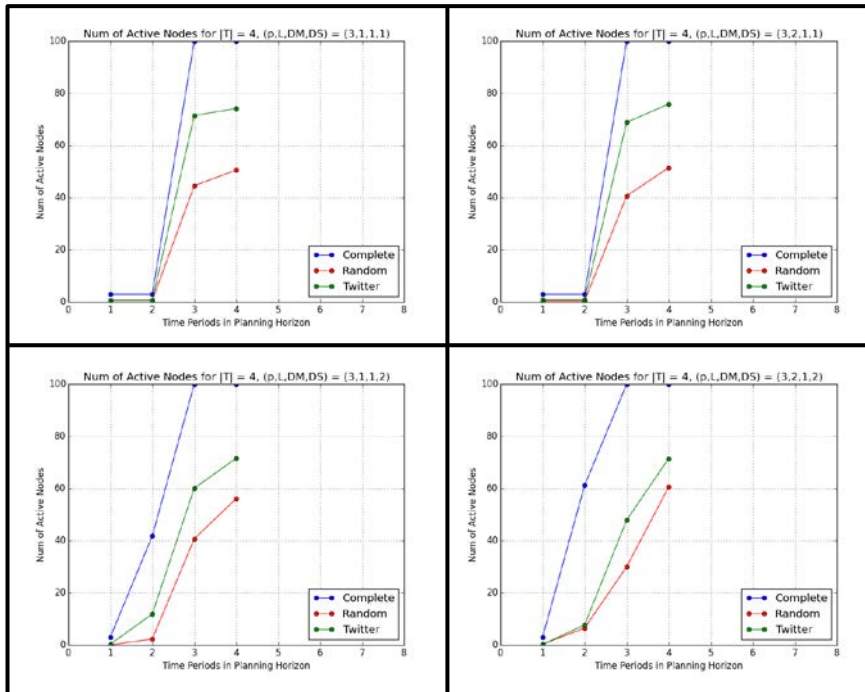 Num of Active Nodes for |T| = 4, (p,L,DM,DS) = (3,1,1,1)
100
80
60
40
20
0
Num of Active Nodes
0 1 2 3 4 5 6 7 8
Time Periods in Planning Horizon
Complete
Random
Twitter
Num of Active Nodes for |T| = 4, (p,L,DM,DS) = (3,2,1,1)
100
80
60
40
20
0
Num of Active Nodes
0 1 2 3 4 5 6 7 8
Time Periods in Planning Horizon
Complete
Random
Twitter
Num of Active Nodes for |T| = 4, (p,L,DM,DS) = (3,1,1,2)
100
80
60
40
20
0
Num of Active Nodes
0 1 2 3 4 5 6 7 8
Time Periods in Planning Horizon
Complete
Random
Twitter
Num of Active Nodes for |T| = 4, (p,L,DM,DS) = (3,2,1,2)
100
80
60
40
20
0
Num of Active Nodes
0 1 2 3 4 5 6 7 8
Time Periods in Planning Horizon
Complete
Random
Twitter